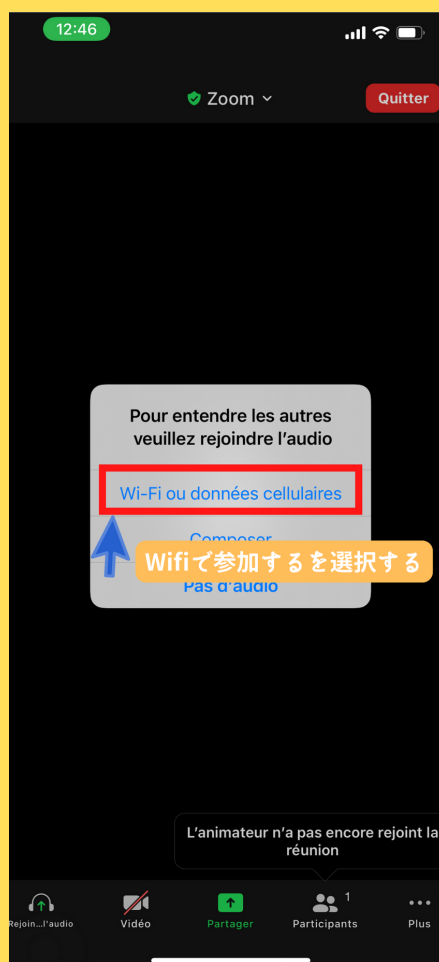 12:46
Zoom
Quitter
Pour entendre les autres
veuillez rejoindre l'audio
Wi-Fi ou données cellulaires
Composer
Wifiで参加するを選択する
Pas d'audio
L'animateur n'a pas encore rejoint la
réunion
Rejoin...l'audio
Vidéo
Partager
Participants
1
Plus